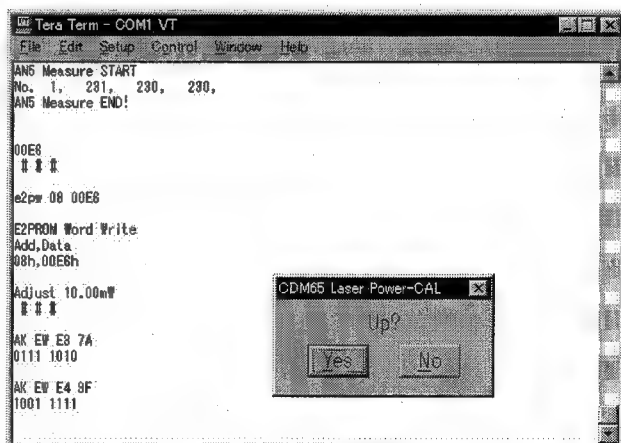 Tera Term - COM1 VT
File Edit Setup Control Window Help
AN5 Measure START
No. 1, 231, 230, 230,
AN5 Measure END!
00E6
# # #
e2pw 08 00E6
E2PROM Word Write
Add,Data
08h,00E6h
Adjust 10.00mW
# # #
AK EW E8 7A
0111 1010
AK EW E4 9F
1001 1111
CDM65 Laser Power-CAL
Up?
Yes No